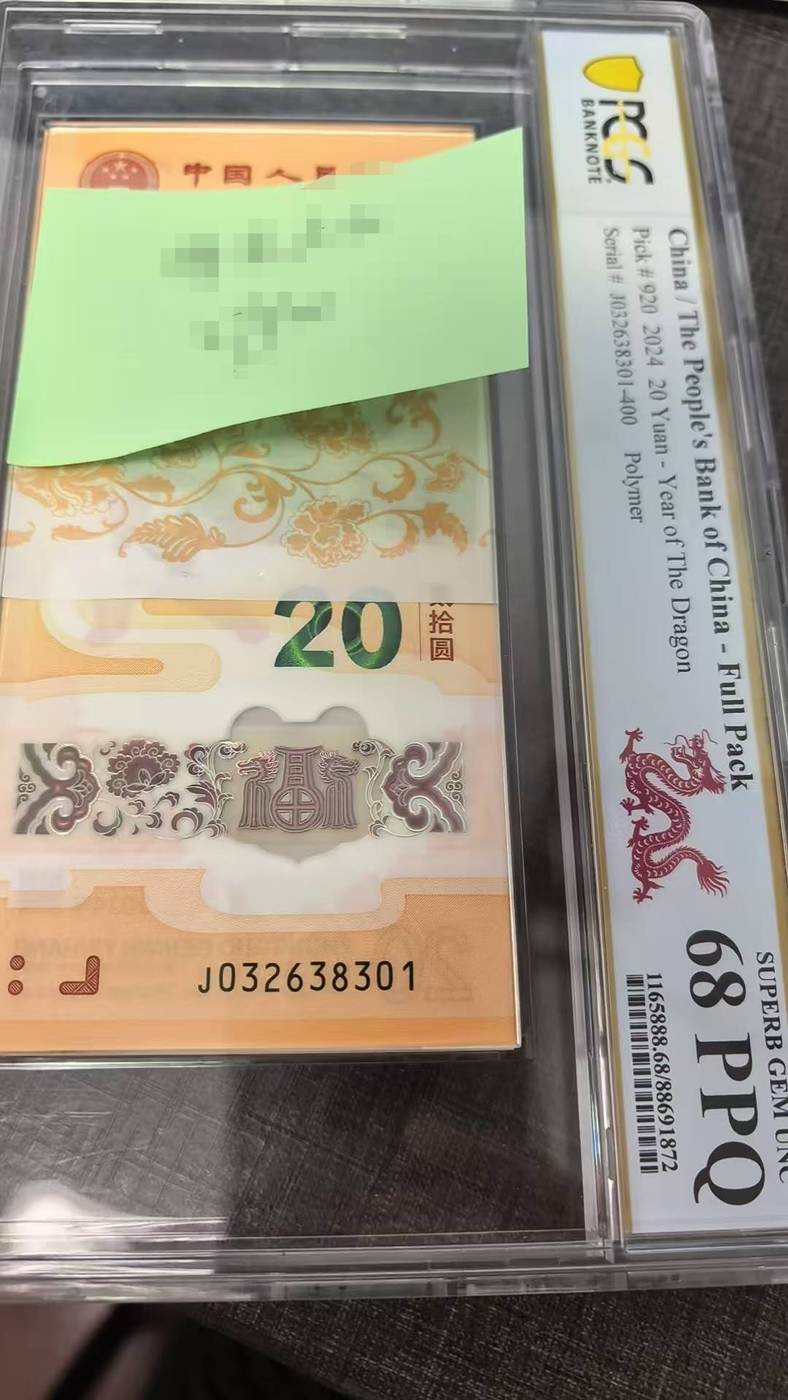 PCGS
BANKNOTE
China / The People's Bank of China - Full Pack
Pick # 920 2024 20 Yuan - Year of The Dragon
Serial # J032638301-400 Polymer
SUPERB GEM UNC
68 PPQ
1165888.68/88691872
中国人民
20
拾圆
J032638301